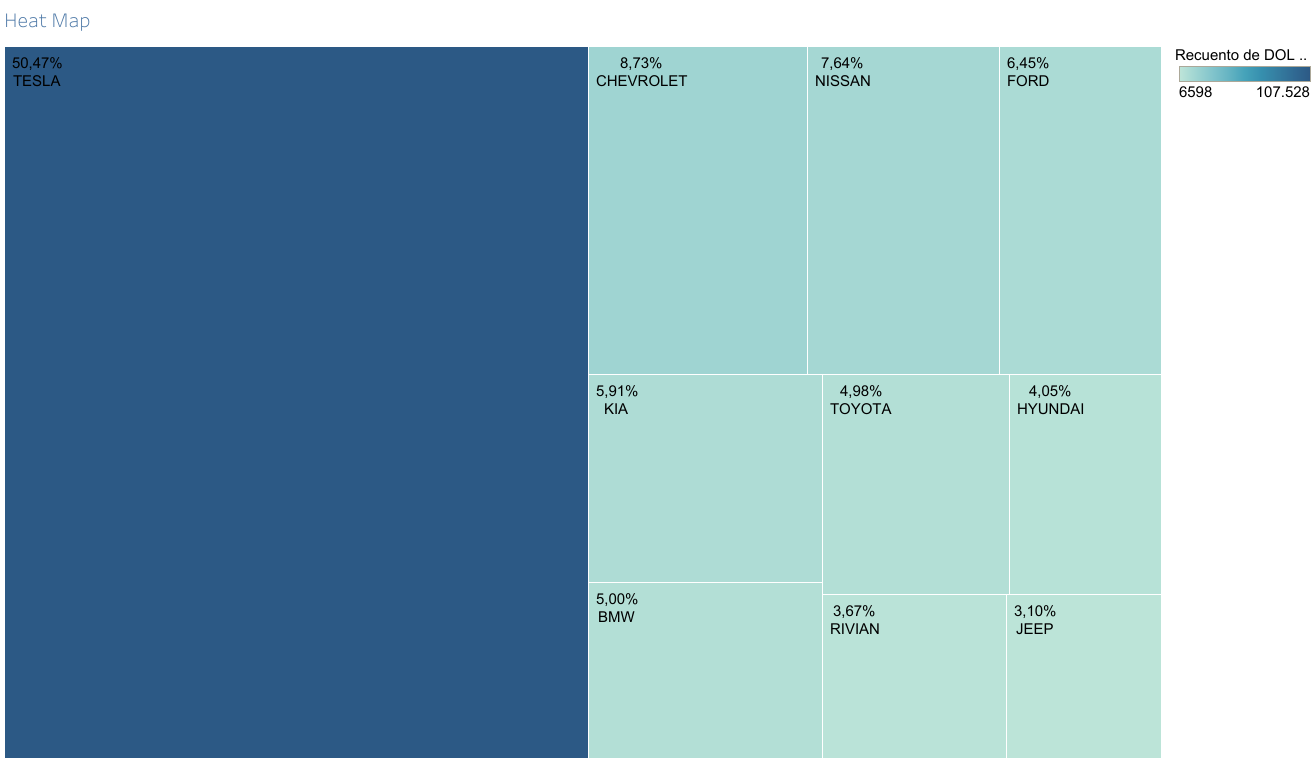 Heat Map
50,47%
TESLA
8,73%
CHEVROLET
7,64%
NISSAN
6,45%
FORD
5,91%
KIA
4,98%
TOYOTA
4,05%
HYUNDAI
5,00%
BMW
3,67%
RIVIAN
3,10%
JEEP
Recuento de DOL ..
6598 107.528